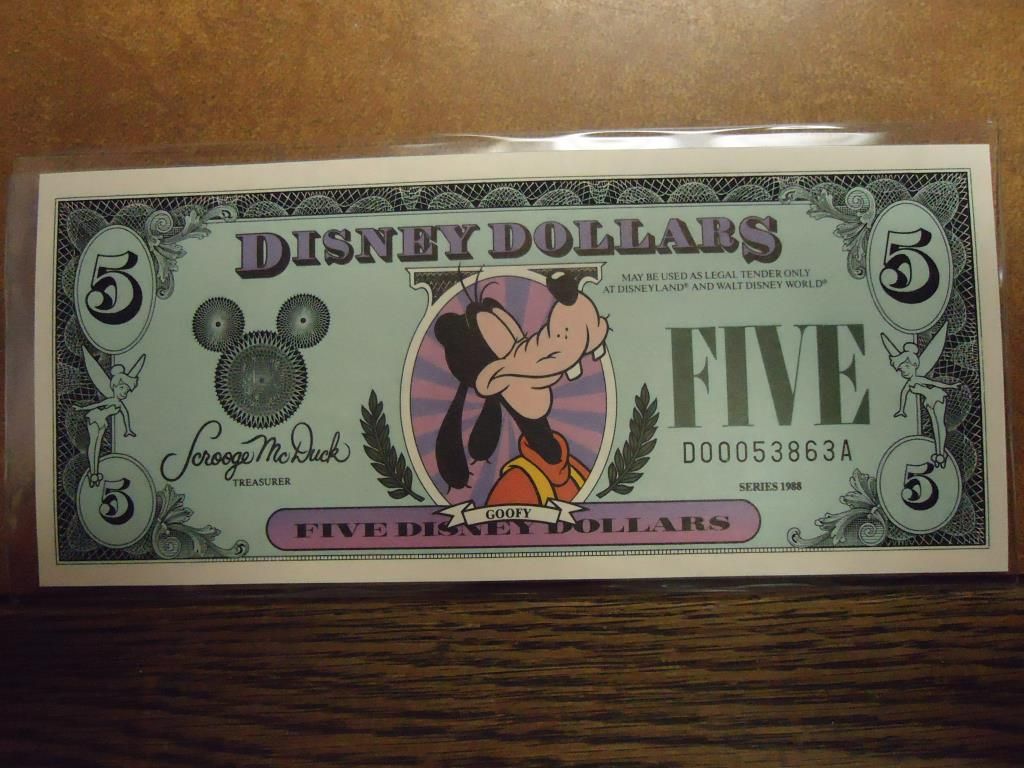 5
5
DISNEY DOLLARS
MAY BE USED AS LEGAL TENDER ONLY
AT DISNEYLAND® AND WALT DISNEY WORLD®
FIVE
D00053863A
Scrooge McDuck
TREASURER
SERIES 1988
5
5
GOOFY
FIVE DISNEY DOLLARS